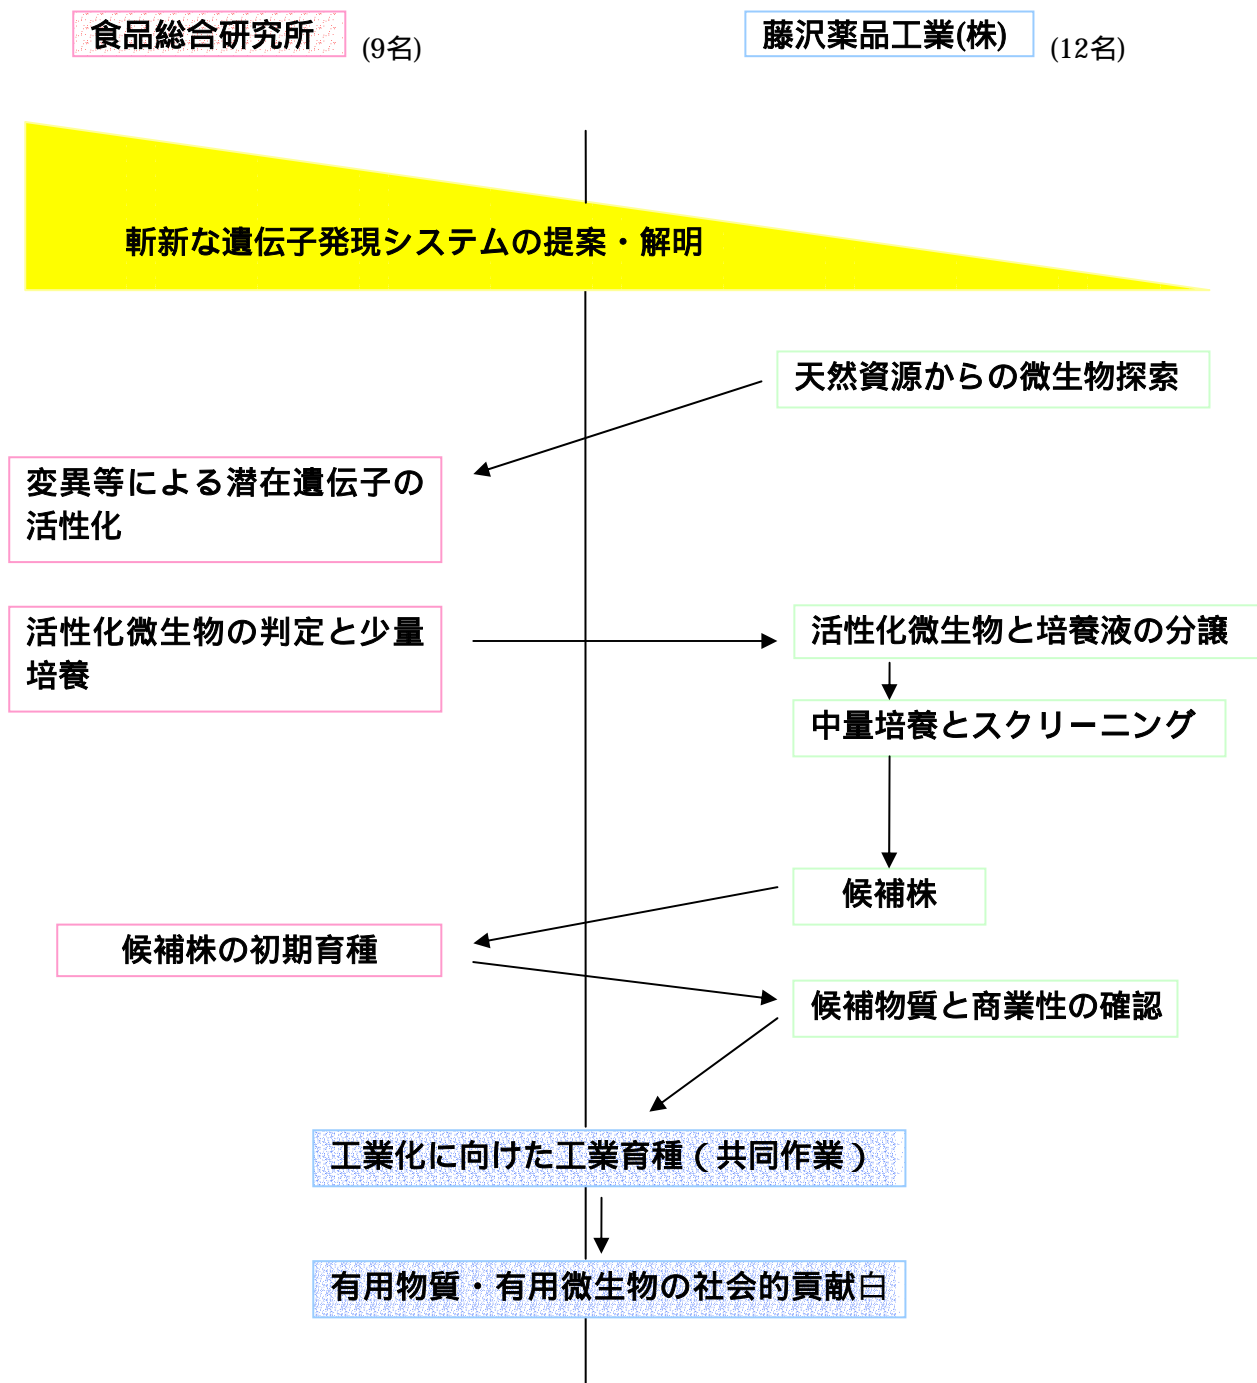 食品総合研究所 (9名)
藤沢薬品工業(株) (12名)
斬新な遺伝子発現システムの提案・解明
天然資源からの微生物探索
変異等による潜在遺伝子の
活性化
活性化微生物の判定と少量
培養
活性化微生物と培養液の分譲
中量培養とスクリーニング
候補株
候補株の初期育種
候補物質と商業性の確認
工業化に向けた工業育種（共同作業）
有用物質・有用微生物の社会的貢献白